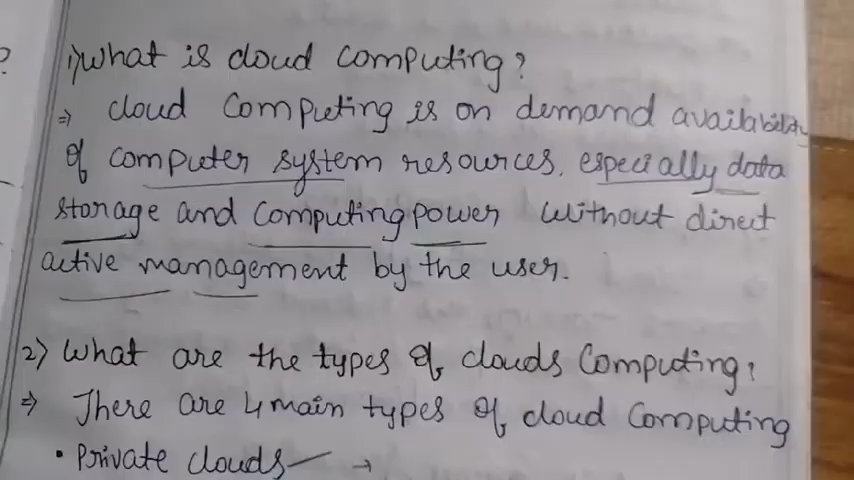 1) What is cloud computing?
⇒ cloud computing is on demand availability
of computer system resources, especially data
storage and computing power without direct
active management by the user.
2) What are the types of clouds computing?
⇒ There are 4 main types of cloud computing
• Private clouds — →